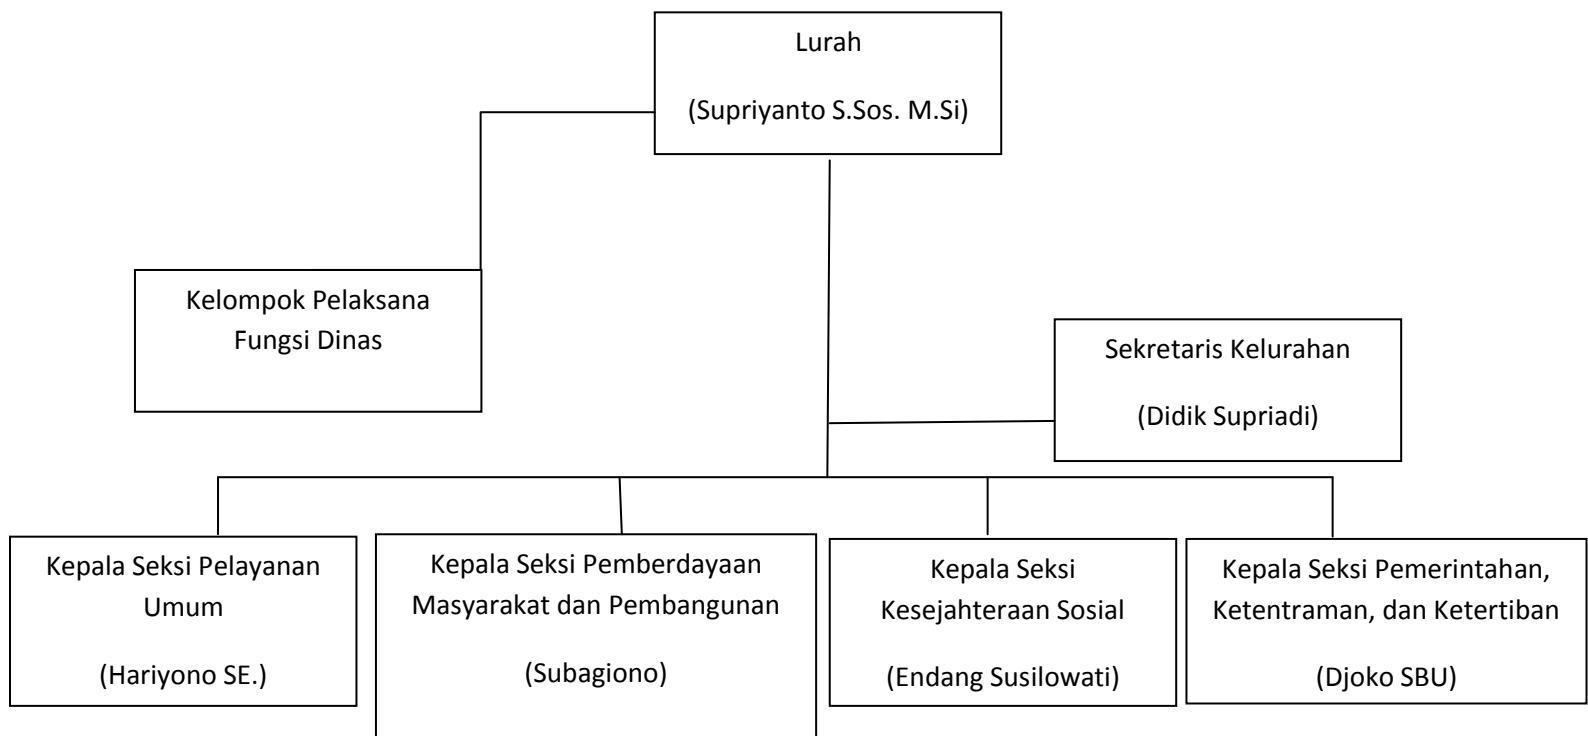 Lurah
(Supriyanto S.Sos. M.Si)
Kelompok Pelaksana
Fungsi Dinas
Sekretaris Kelurahan
(Didik Supriadi)
Kepala Seksi Pelayanan
Umum
(Hariyono SE.)
Kepala Seksi Pemberdayaan
Masyarakat dan Pembangunan
(Subagiono)
Kepala Seksi
Kesejahteraan Sosial
(Endang Susilowati)
Kepala Seksi Pemerintahan,
Ketentraman, dan Ketertiban
(Djoko SBU)